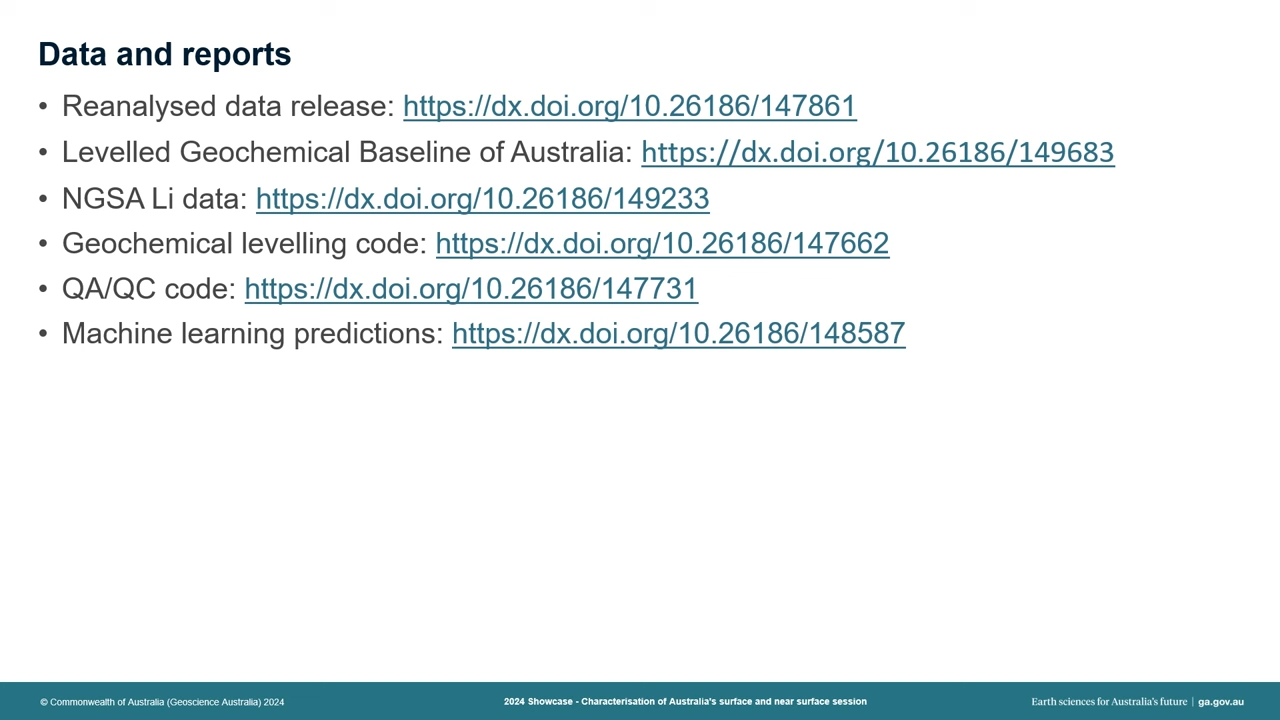 Data and reports
• Reanalysed data release: https://dx.doi.org/10.26186/147861
• Levelled Geochemical Baseline of Australia: https://dx.doi.org/10.26186/149683
• NGSA Li data: https://dx.doi.org/10.26186/149233
• Geochemical levelling code: https://dx.doi.org/10.26186/147662
• QA/QC code: https://dx.doi.org/10.26186/147731
• Machine learning predictions: https://dx.doi.org/10.26186/148587
© Commonwealth of Australia (Geoscience Australia) 2024
2024 Showcase - Characterisation of Australia's surface and near surface session
Earth sciences for Australia's future | ga.gov.au